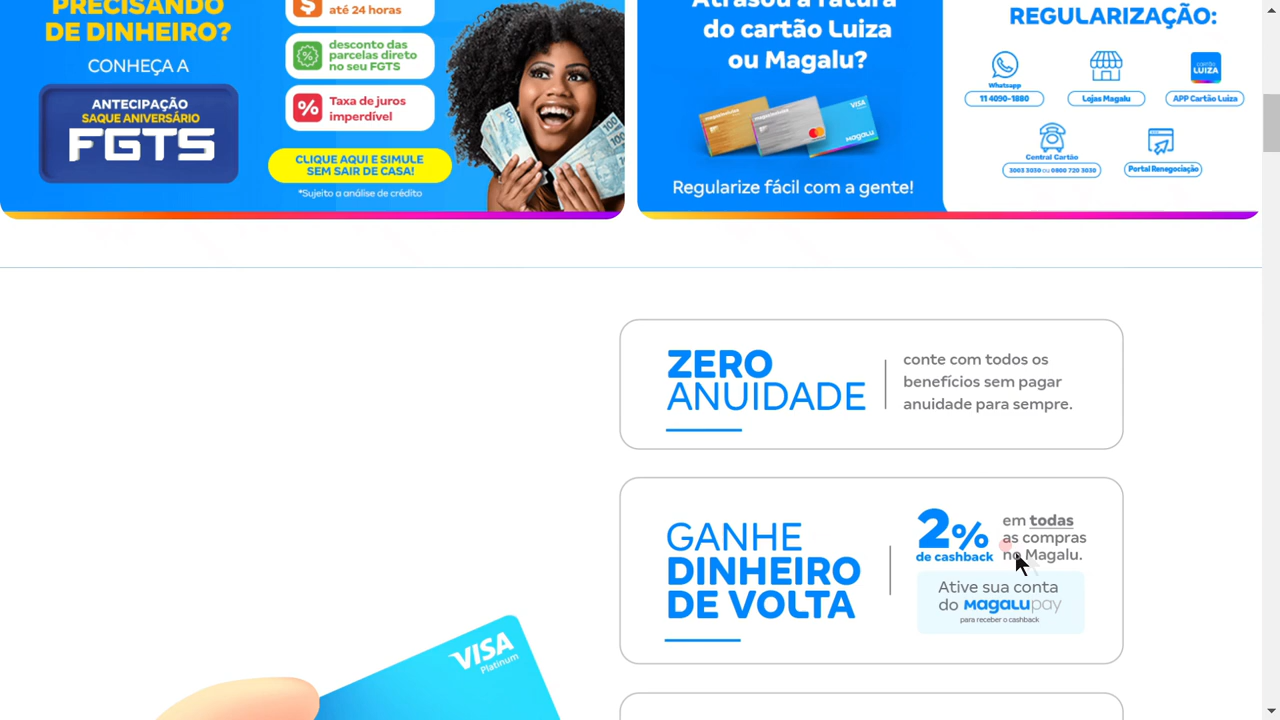 PRECISANDO
DE DINHEIRO?
CONHEÇA A
ANTECIPAÇÃO
SAQUE ANIVERSÁRIO
FGTS
$
até 24 horas
%
desconto das
parcelas direto
no seu FGTS
%
Taxa de juros
imperdível
CLIQUE AQUI E SIMULE
SEM SAIR DE CASA!
*Sujeito a análise de crédito
100
100
Atrasou a fatura
do cartão Luiza
ou Magalu?
VISA
magalu
Regularize fácil com a gente!
REGULARIZAÇÃO:
Whatsapp
11 4090-1880
Lojas Magalu
cartão
LUIZA
APP Cartão Luiza
Central Cartão
3003 3030 ou 0800 720 3030
Portal Renegociação
ZERO
ANUIDADE
conte com todos os
benefícios sem pagar
anuidade para sempre.
GANHE
DINHEIRO
DE VOLTA
2%
de cashback
em todas
as compras
no Magalu.
Ative sua conta
do magalupay
para receber o cashback
VISA
Platinum